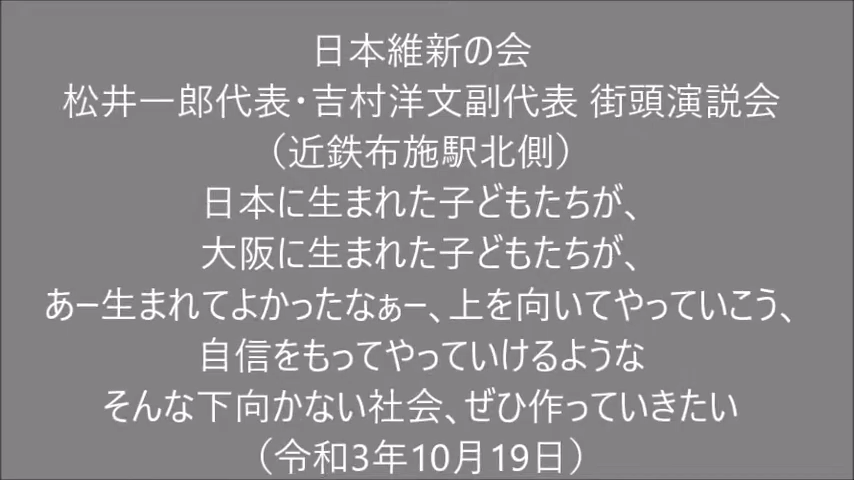 日本維新の会
松井一郎代表・吉村洋文副代表 街頭演説会
（近鉄布施駅北側）
日本に生まれた子どもたちが、
大阪に生まれた子どもたちが、
あー生まれてよかったなぁー、上を向いてやっていこう、
自信をもってやっていけるような
そんな下向かない社会、ぜひ作っていきたい
（令和3年10月19日）